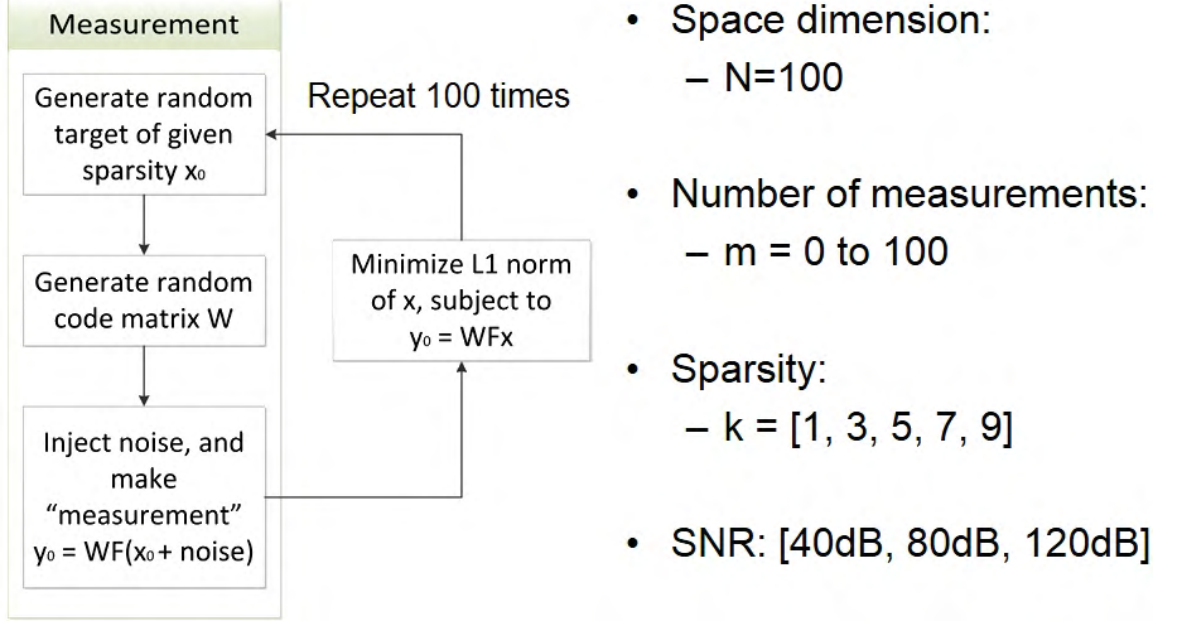 Measurement
Generate random
target of given
sparsity x₀
Generate random
code matrix W
Inject noise, and
make
“measurement”
y₀ = WF(x₀ + noise)
Repeat 100 times
Minimize L1 norm
of x, subject to
y₀ = WFx
• Space dimension:
– N=100
• Number of measurements:
– m = 0 to 100
• Sparsity:
– k = [1, 3, 5, 7, 9]
• SNR: [40dB, 80dB, 120dB]